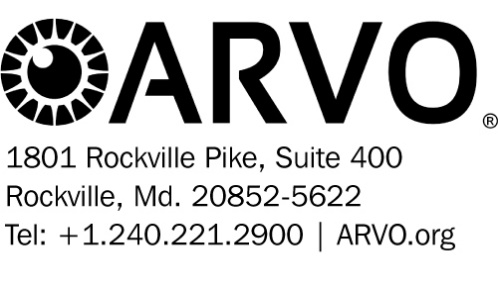 ARVO®
1801 Rockville Pike, Suite 400
Rockville, Md. 20852-5622
Tel: +1.240.221.2900 | ARVO.org